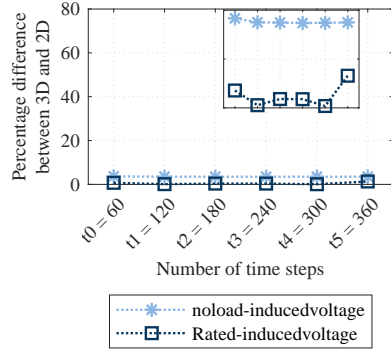 Percentage difference
between 3D and 2D
80
60
40
20
0
t0 = 60
t1 = 120
t2 = 180
t3 = 240
t4 = 300
t5 = 360
Number of time steps
noload-inducedvoltage
Rated-inducedvoltage